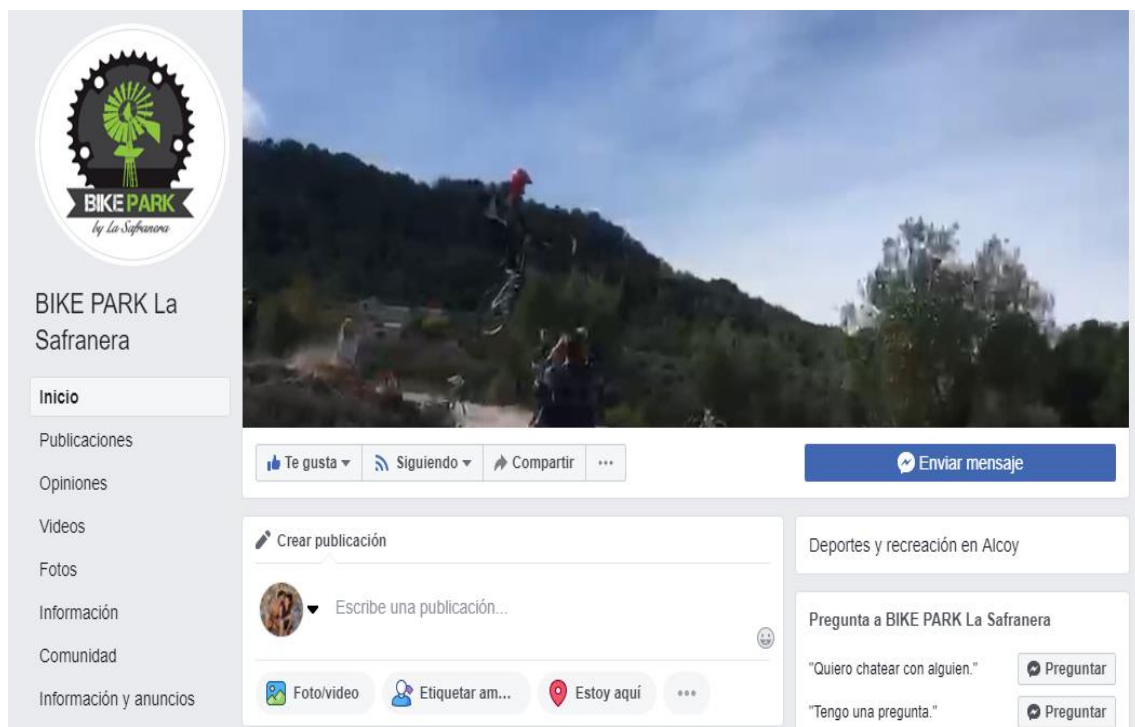 BIKE PARK
by La Safranera
BIKE PARK La
Safranera
Inicio
Publicaciones
Opiniones
Videos
Fotos
Información
Comunidad
Información y anuncios
Te gusta
Siguiendo
Compartir
Enviar mensaje
Crear publicación
Escribe una publicación...
Foto/video
Etiquetar am...
Estoy aquí
Deportes y recreación en Alcoy
Pregunta a BIKE PARK La Safranera
"Quiero chatear con alguien."
Preguntar
"Tengo una pregunta."
Preguntar